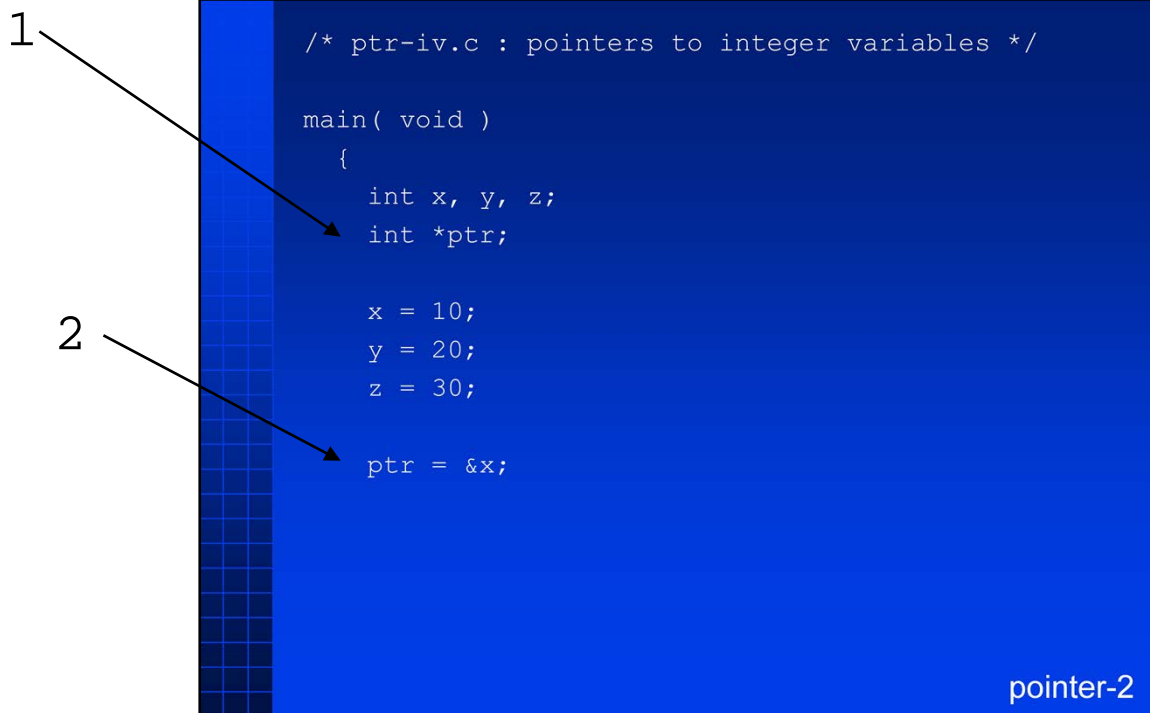 1
/* ptr-iv.c : pointers to integer variables */
main( void )
{
int x, y, z;
int *ptr;
x = 10;
2
y = 20;
z = 30;
ptr = &x;
pointer-2